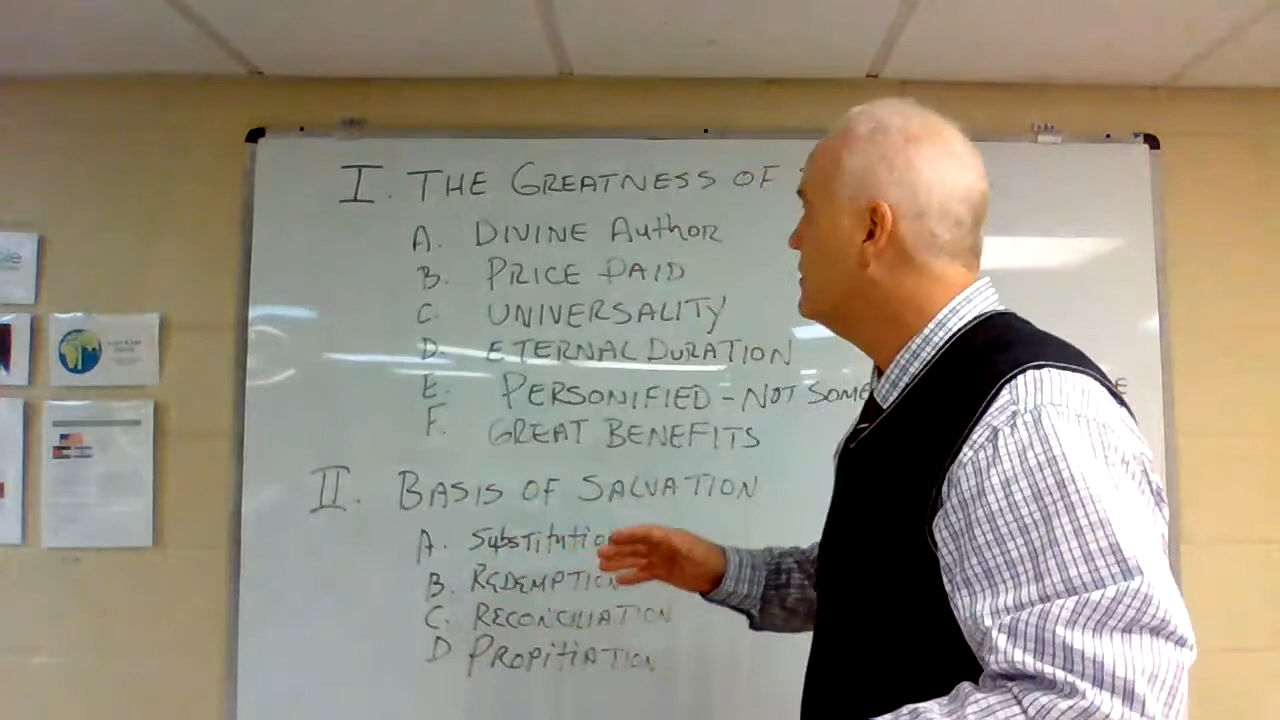 I. THE GREATNESS OF
A. DIVINE AuthoR
B. PRICE PAID
C. UNIVERSALITY
D. ETERNAL DURATION
E. PERSONIFIED - NOT SOME
F. GREAT BENEFITS
II. BASIS OF SALVATION
A. SubstitutioN
B. REDEMPTION
C. RECONCILIATION
D PROPitiATION